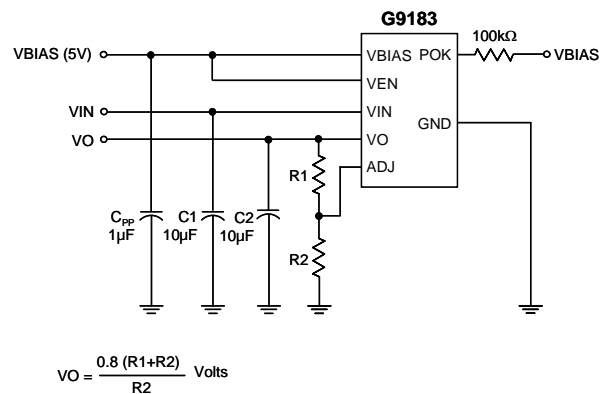 G9183
VBIAS (5V)
VBIAS
POK
100kΩ
VBIAS
VEN
VIN
VIN
GND
VO
VO
ADJ
R1
CPP
1µF
C1
10µF
C2
10µF
R2
VO = 0.8 (R1+R2) / R2 Volts